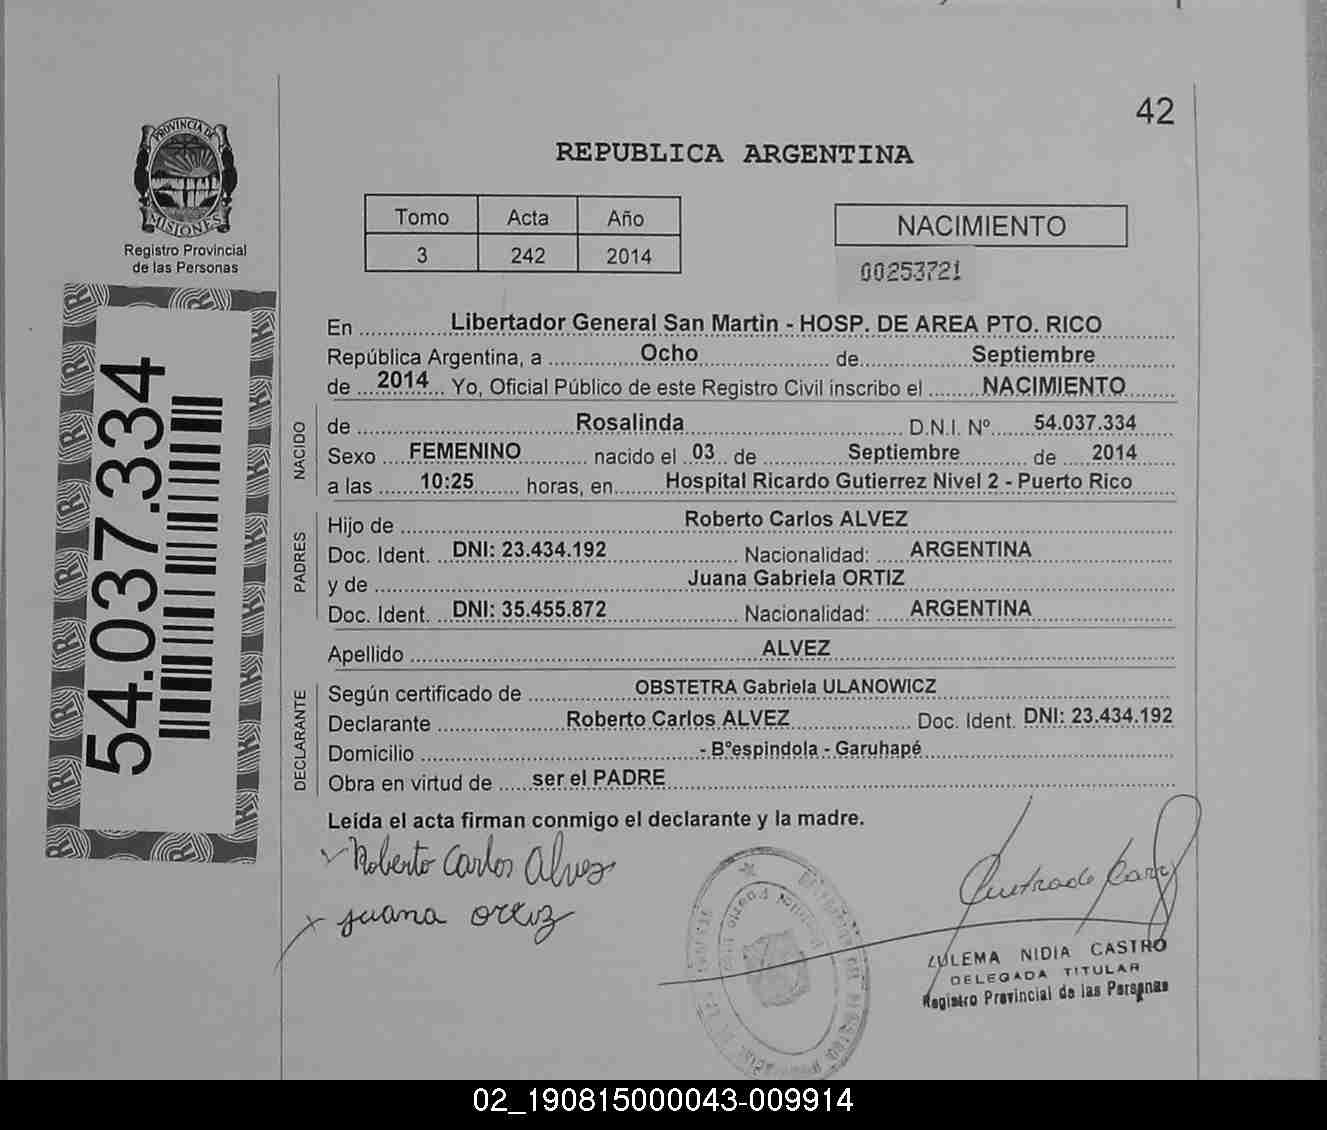 42
PROVINCIA DE
MISIONES
Registro Provincial
de las Personas
REPUBLICA ARGENTINA
Tomo Acta Año
3 242 2014
NACIMIENTO
00253721
54.037.334
En Libertador General San Martin - HOSP. DE AREA PTO. RICO
República Argentina, a Ocho de Septiembre
de 2014 Yo, Oficial Público de este Registro Civil inscribo el NACIMIENTO
NACIDO
de Rosalinda D.N.I. Nº 54.037.334
Sexo FEMENINO nacido el 03 de Septiembre de 2014
a las 10:25 horas, en Hospital Ricardo Gutierrez Nivel 2 - Puerto Rico
PADRES
Hijo de Roberto Carlos ALVEZ
Doc. Ident. DNI: 23.434.192 Nacionalidad: ARGENTINA
y de Juana Gabriela ORTIZ
Doc. Ident. DNI: 35.455.872 Nacionalidad: ARGENTINA
Apellido ALVEZ
DECLARANTE
Según certificado de OBSTETRA Gabriela ULANOWICZ
Declarante Roberto Carlos ALVEZ Doc. Ident. DNI: 23.434.192
Domicilio - Bºespindola - Garuhapé
Obra en virtud de ser el PADRE
Leída el acta firman conmigo el declarante y la madre.
Roberto Carlos Alvez
juana ortiz
ZULEMA NIDIA CASTRO
DELEGADA TITULAR
Registro Provincial de las Personas
02_190815000043-009914